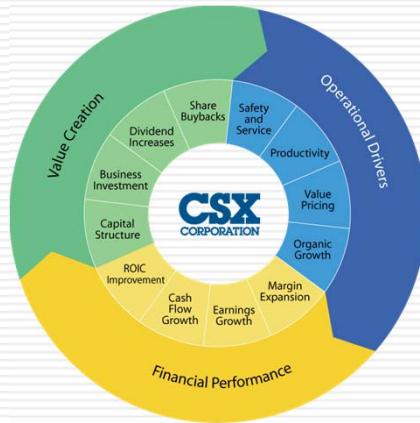 Value Creation
Operational Drivers
Financial Performance
Share
Buybacks
Safety
and
Service
Productivity
Value
Pricing
Organic
Growth
Margin
Expansion
Earnings
Growth
Cash
Flow
Growth
ROIC
Improvement
Capital
Structure
Business
Investment
Dividend
Increases
CSX
CORPORATION